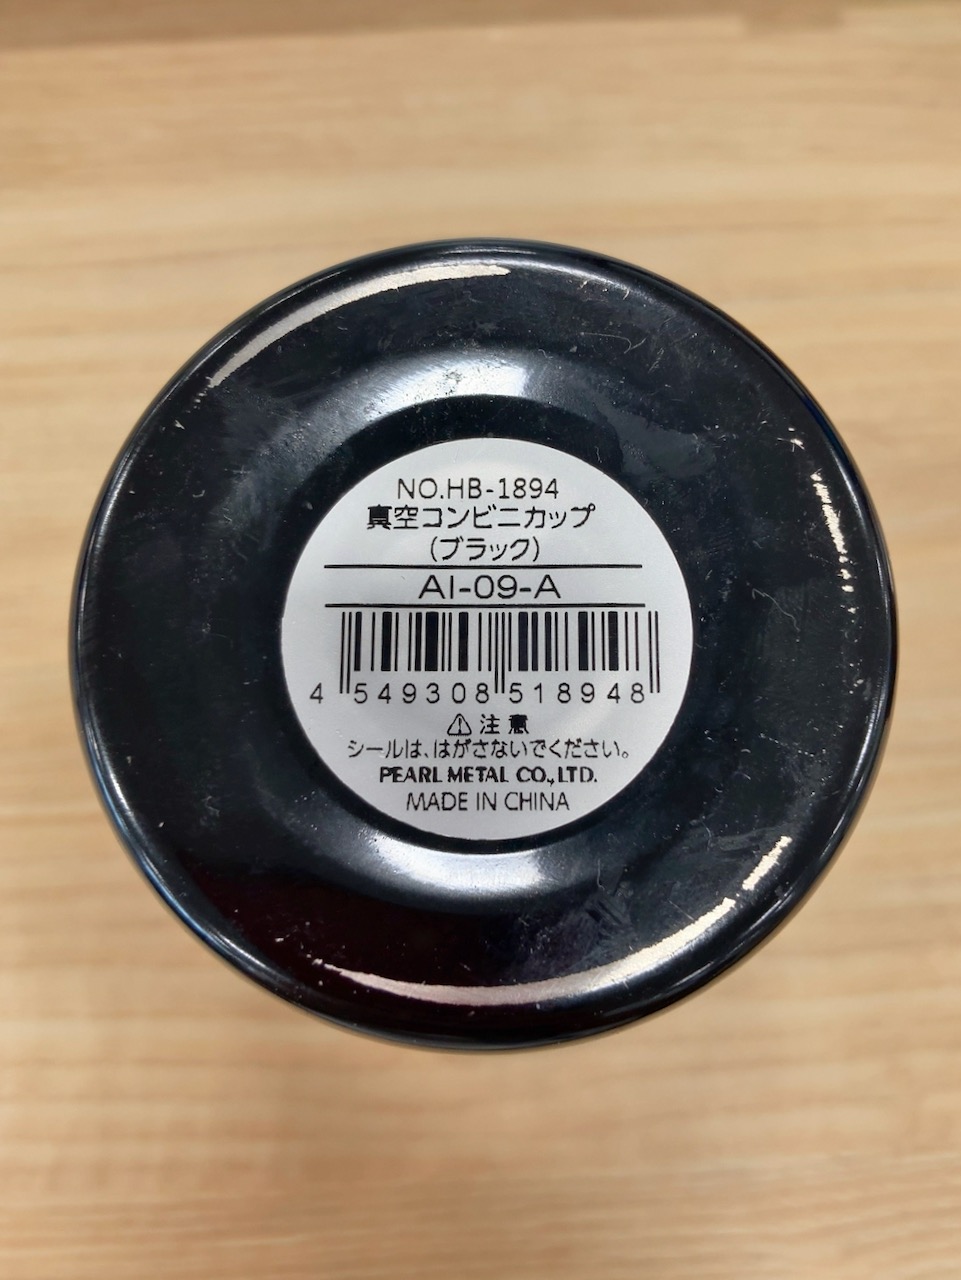 NO.HB-1894
真空コンビニカップ
(ブラック)
AI-09-A
4 549308 518948
⚠注意
シールは、はがさないでください。
PEARL METAL CO.,LTD.
MADE IN CHINA